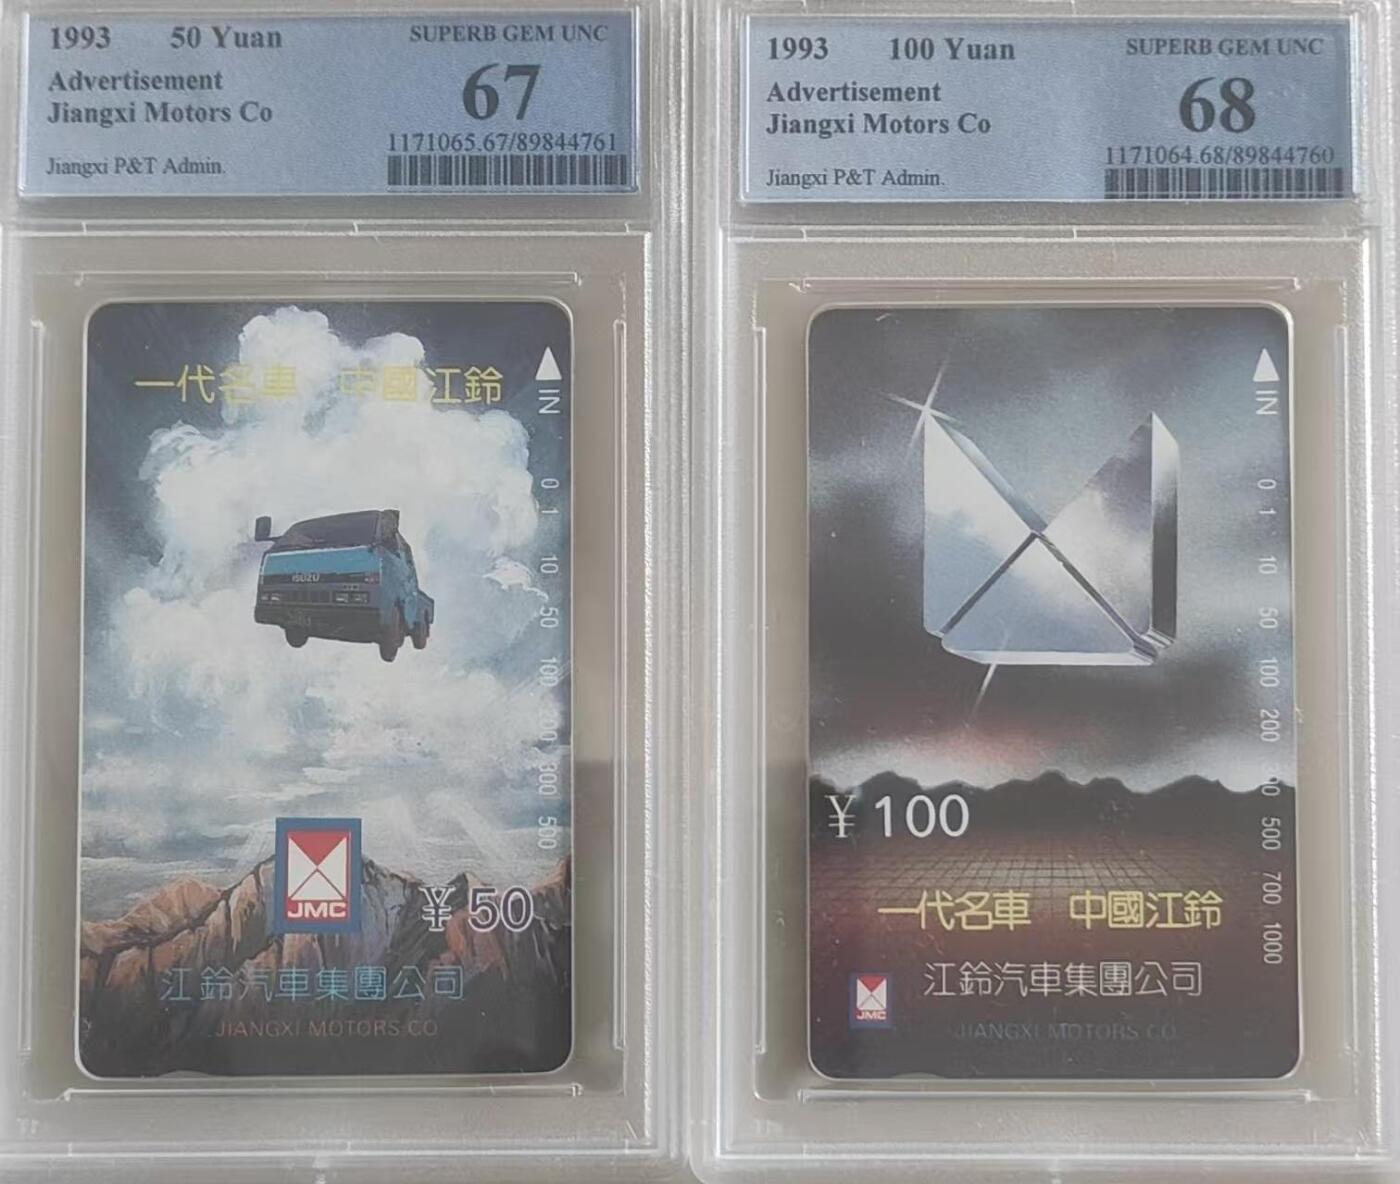 1993 50 Yuan SUPERB GEM UNC
Advertisement 67
Jiangxi Motors Co
1171065.67/89844761
Jiangxi P&T Admin.
一代名車 中國江鈴
IN
0
1
10
50
100
200
300
500
ISUZU
JMC
¥50
江鈴汽車集團公司
JIANGXI MOTORS CO
1993 100 Yuan SUPERB GEM UNC
Advertisement 68
Jiangxi Motors Co
1171064.68/89844760
Jiangxi P&T Admin.
IN
0
1
10
50
100
200
300
500
700
1000
¥100
一代名車 中國江鈴
江鈴汽車集團公司
JMC
JIANGXI MOTORS CO